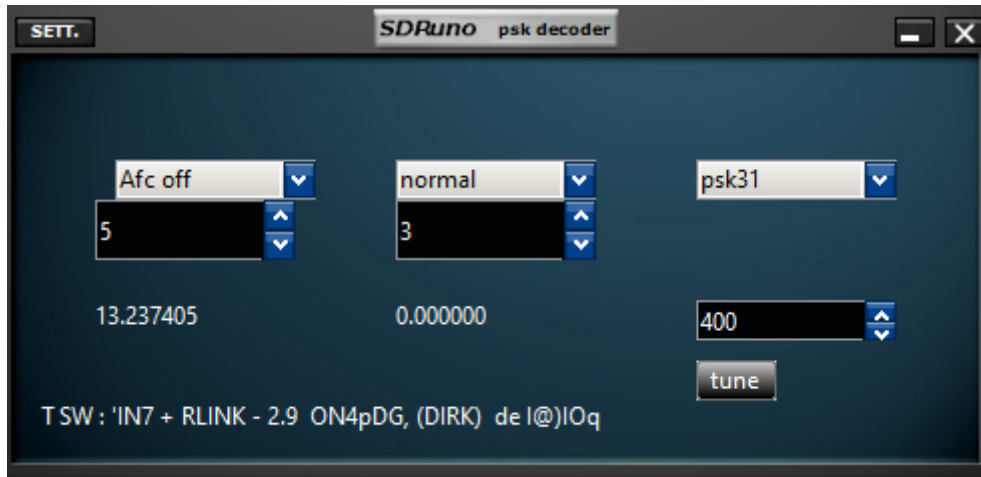 SETT. SDRuno psk decoder
Afc off normal psk31
5 3
13.237405 0.000000 400
tune
T SW : 'IN7 + RLINK - 2.9 ON4pDG, (DIRK) de l@)lOq